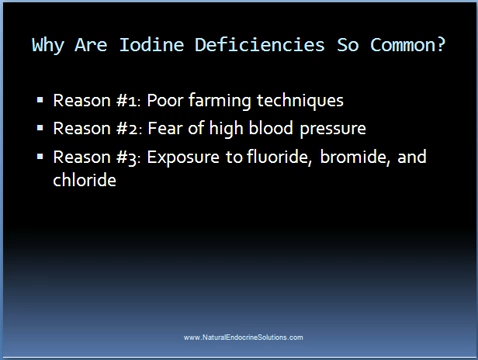 Why Are Iodine Deficiencies So Common?
▪ Reason #1: Poor farming techniques
▪ Reason #2: Fear of high blood pressure
▪ Reason #3: Exposure to fluoride, bromide, and
chloride
www.NaturalEndocrineSolutions.com